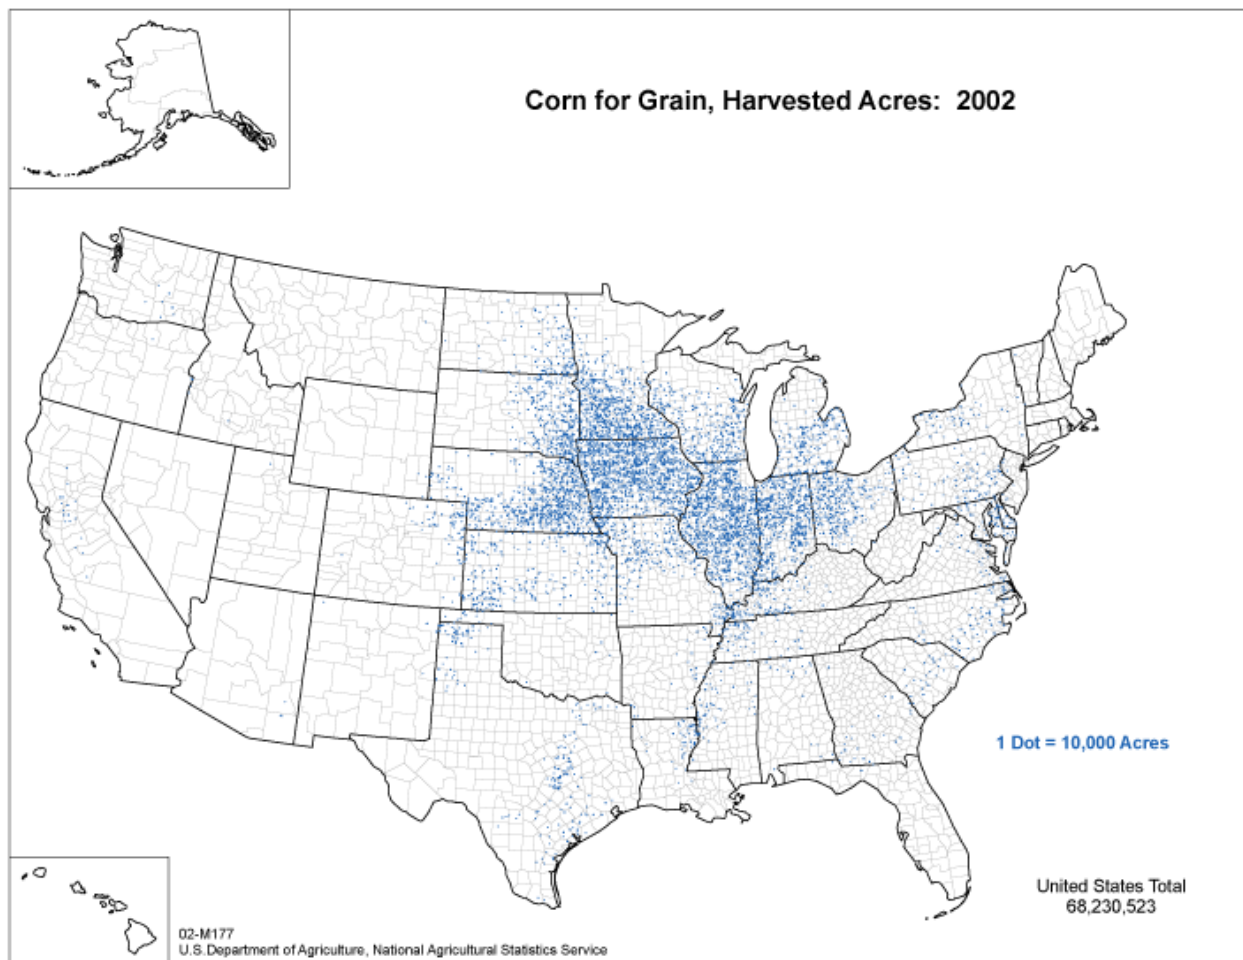 Corn for Grain, Harvested Acres: 2002
1 Dot = 10,000 Acres
United States Total
68,230,523
02-M177
U.S.Department of Agriculture, National Agricultural Statistics Service